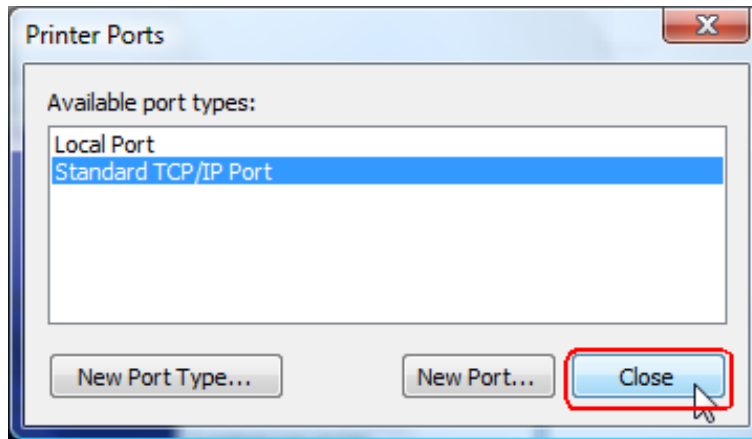 Printer Ports
Available port types:
Local Port
Standard TCP/IP Port
New Port Type... New Port... Close